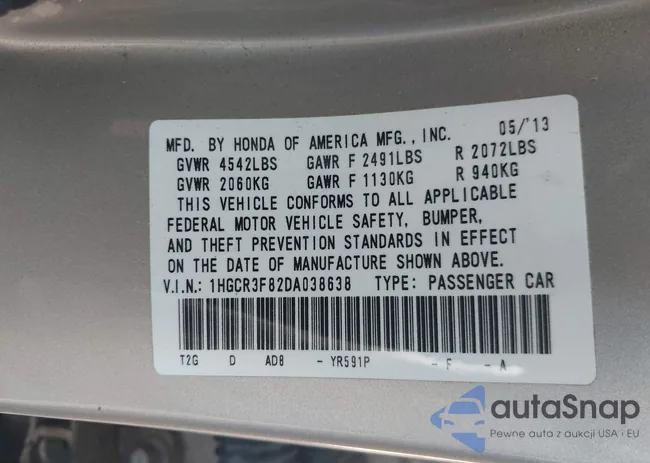 MFD. BY HONDA OF AMERICA MFG., INC. 05/'13
GVWR 4542LBS GAWR F 2491LBS R 2072LBS
GVWR 2060KG GAWR F 1130KG R 940KG
THIS VEHICLE CONFORMS TO ALL APPLICABLE
FEDERAL MOTOR VEHICLE SAFETY, BUMPER,
AND THEFT PREVENTION STANDARDS IN EFFECT
ON THE DATE OF MANUFACTURE SHOWN ABOVE.
V.I.N.: 1HGCR3F82DA038638 TYPE: PASSENGER CAR
T2G D AD8 - YR591P - F - A
autaSnap
Pewne auta z aukcji USA · EU